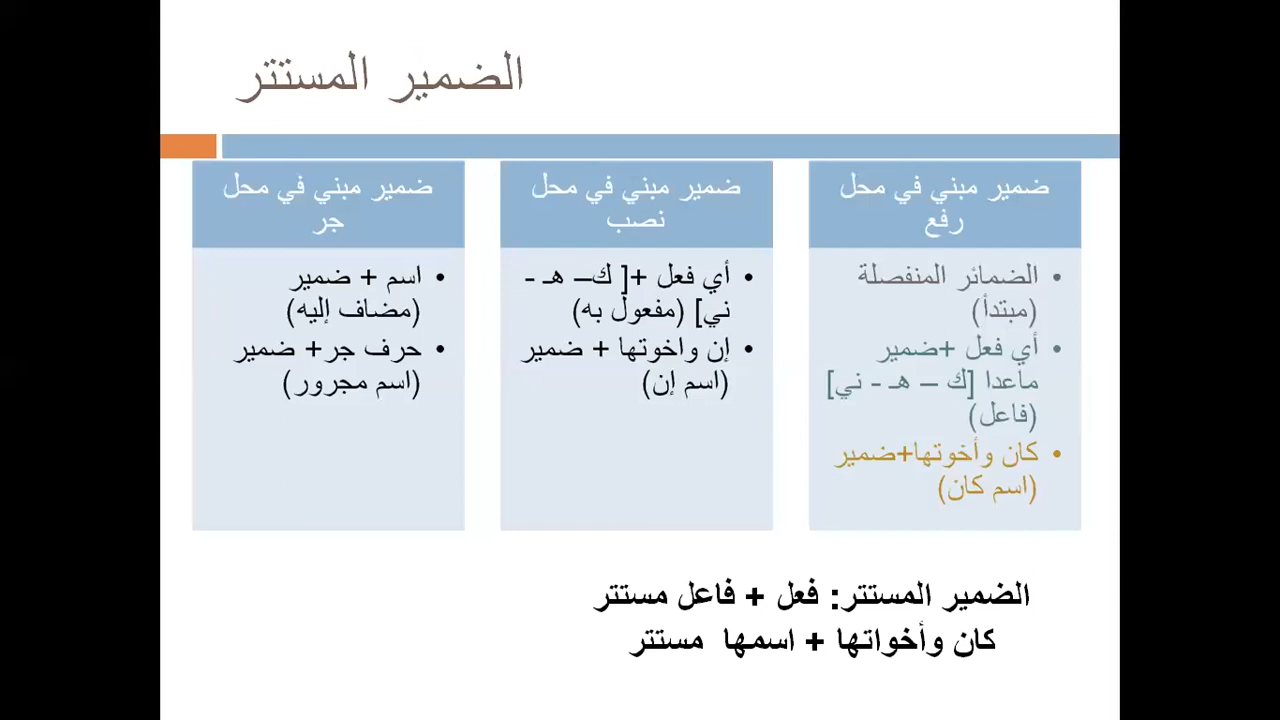 الضمير المستتر
ضمير مبني في محل
رفع
• الضمائر المنفصلة
(مبتدأ)
• أي فعل +ضمير
ماعدا [ك – هـ - ني]
(فاعل)
• كان وأخوتها+ضمير
(اسم كان)
ضمير مبني في محل
نصب
• أي فعل +[ ك– هـ -
ني] (مفعول به)
• إن واخوتها + ضمير
(اسم إن)
ضمير مبني في محل
جر
• اسم + ضمير
(مضاف إليه)
• حرف جر+ ضمير
(اسم مجرور)
الضمير المستتر: فعل + فاعل مستتر
كان وأخواتها + اسمها مستتر